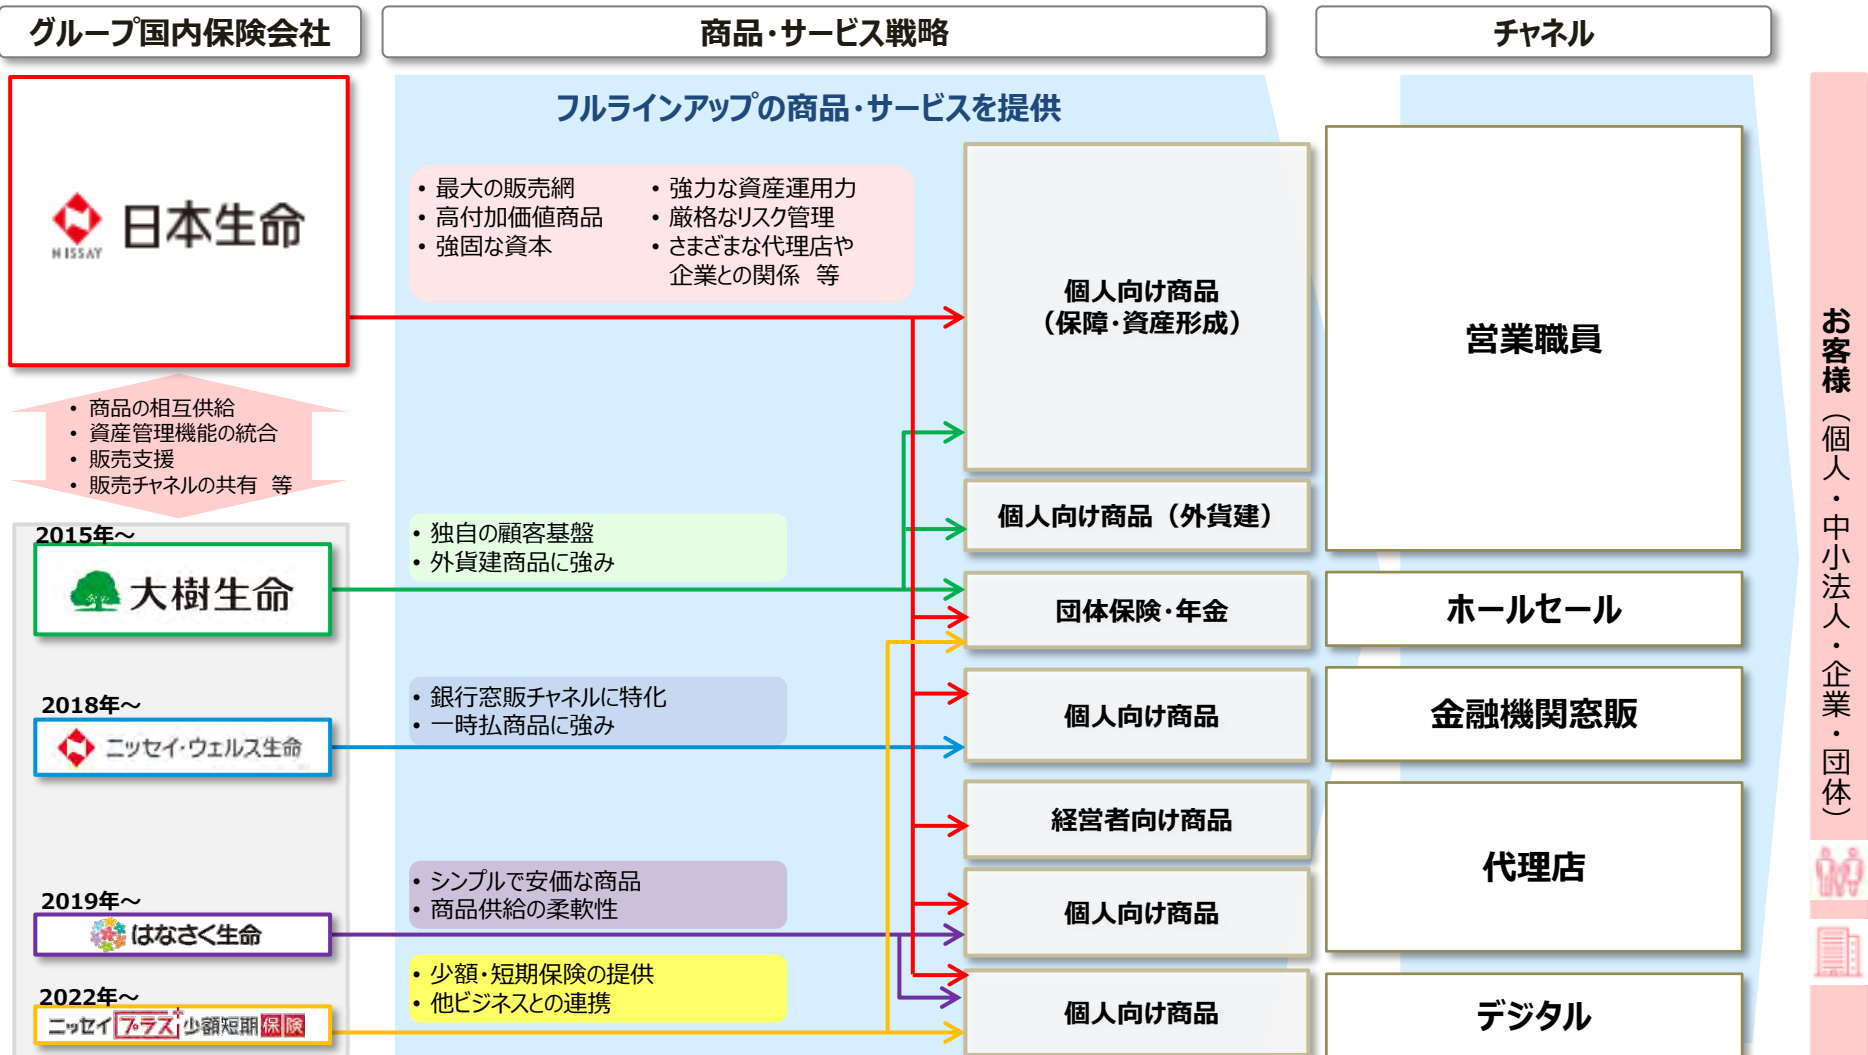 グループ国内保険会社
商品・サービス戦略
チャネル
フルラインアップの商品・サービスを提供
NISSAY
日本生命
• 最大の販売網
• 高付加価値商品
• 強固な資本
• 強力な資産運用力
• 厳格なリスク管理
• さまざまな代理店や
企業との関係 等
• 商品の相互供給
• 資産管理機能の統合
• 販売支援
• 販売チャネルの共有 等
2015年～
大樹生命
• 独自の顧客基盤
• 外貨建商品に強み
2018年～
ニッセイ・ウェルス生命
• 銀行窓販チャネルに特化
• 一時払商品に強み
2019年～
はなさく生命
• シンプルで安価な商品
• 商品供給の柔軟性
2022年～
ニッセイプラス少額短期保険
• 少額・短期保険の提供
• 他ビジネスとの連携
個人向け商品
（保障・資産形成）
個人向け商品（外貨建）
団体保険・年金
個人向け商品
経営者向け商品
個人向け商品
個人向け商品
営業職員
ホールセール
金融機関窓販
代理店
デジタル
お客様（個人・中小法人・企業・団体）